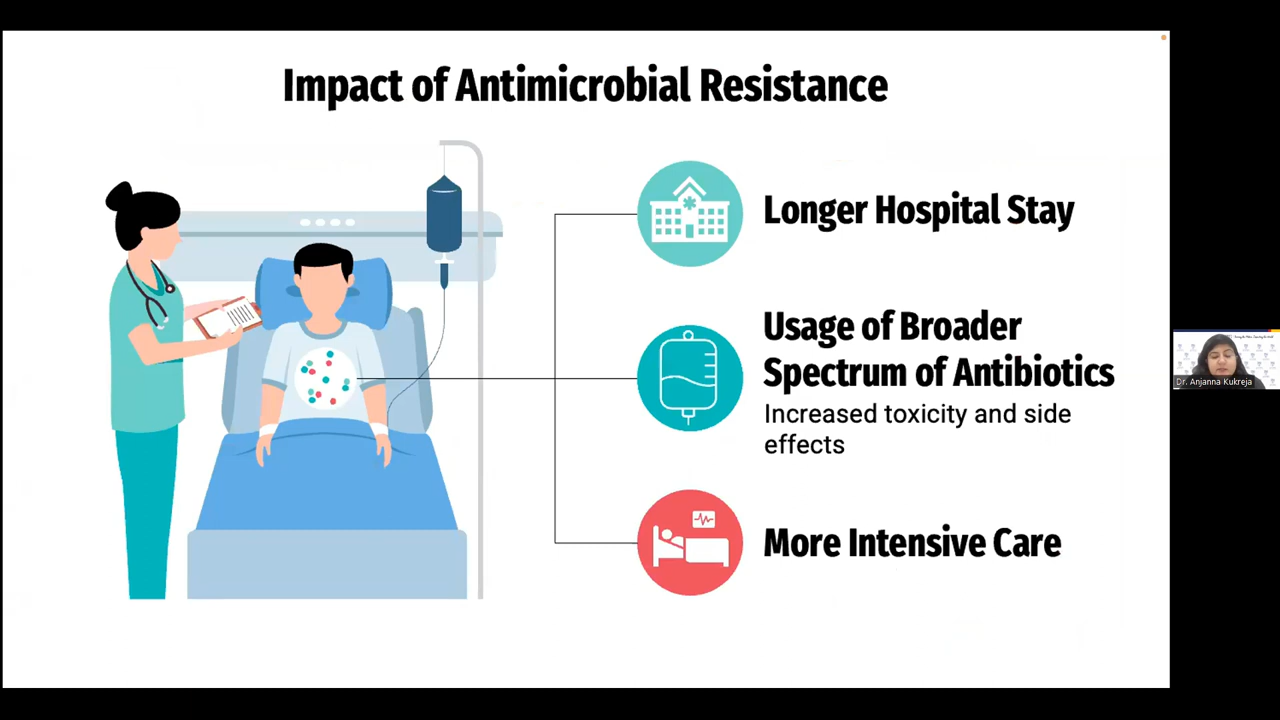 Impact of Antimicrobial Resistance
Longer Hospital Stay
Usage of Broader
Spectrum of Antibiotics
Increased toxicity and side
effects
More Intensive Care
Dr. Anjanna Kukreja